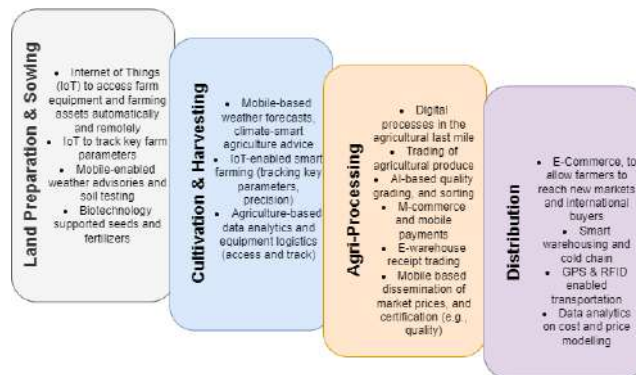 Land Preparation & Sowing
• Internet of Things
(IoT) to access farm
equipment and farming
assets automatically
and remolely
• IoT to track key farm
parameters
• Mobile-enabled
weather advisories and
soil testing
• Biotechnology
supported seeds and
fertilizers
Cultivation & Harvesting
• Mobile-based
weather forecasts,
climate-smart
agriculture advice
• IoT-enabled smart
farming (tracking key
parameters,
precision)
• Agriculture-based
data analytics and
equipment logistics
(access and track)
Agri-Processing
• Digital
processes in the
agricultural last mile
• Trading of
agricultural produce
• AI-based quality
grading, and sorting
• M-commerce
and mobile
payments
• E-warehouse
receipt trading
• Mobile based
dissemination of
market prices, and
certification (e.g.,
quality)
Distribution
• E-Commerce, to
allow farmers to
reach new markets
and international
buyers
• Smart
warehousing and
cold chain
• GPS & RFID
enabled
transportation
• Data analytics
on cost and price
modelling